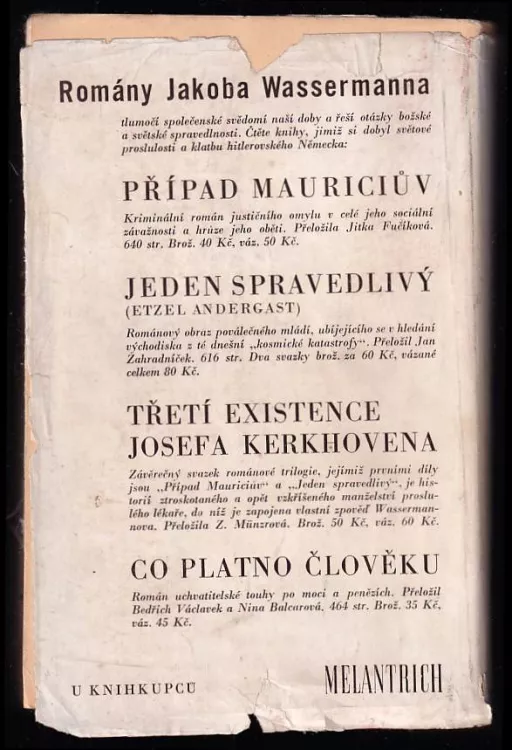 Romány Jakoba Wassermanna
tlumočí společenské svědomí naší doby a řeší otázky božské
a světské spravedlnosti. Čtěte knihy, jimiž si dobyl světové
proslulosti a klatbu hitlerovského Německa:
PŘÍPAD MAURICIŮV
Kriminální román justičního omylu v celé jeho sociální
závažnosti a hrůze jeho oběti. Přeložila Jitka Fučíková.
640 str. Brož. 40 Kč, váz. 50 Kč.
JEDEN SPRAVEDLIVÝ
(ETZEL ANDERGAST)
Románový obraz poválečného mládí, ubíjejícího se v hledání
východiska z té dnešní „kosmické katastrofy“. Přeložil Jan
Zahradníček. 616 str. Dva svazky brož. za 60 Kč, vázané
celkem 80 Kč.
TŘETÍ EXISTENCE
JOSEFA KERKHOVENA
Závěrečný svazek románové trilogie, jejímiž prvními díly
jsou „Případ Mauriciův“ a „Jeden spravedlivý“, je his-
torií ztroskotaného a opět vzkříšeného manželství proslu-
lého lékaře, do níž je zapojena vlastní zpověď Wasserman-
nova. Přeložila Z. Münzrová. Brož. 50 Kč, váz. 60 Kč.
CO PLATNO ČLOVĚKU
Román uchvatitelské touhy po moci a penězích. Přeložil
Bedřich Václavek a Nina Balcarová. 464 str. Brož. 35 Kč,
váz. 45 Kč.
U KNIHKUPCŮ
MELANTRICH